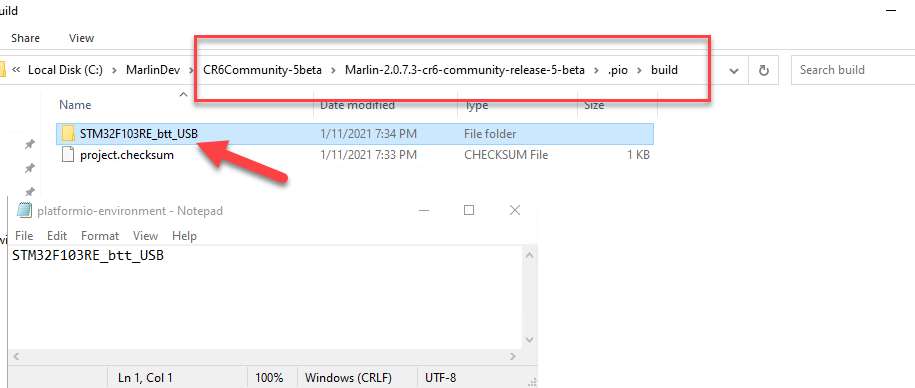 build
Share View
« Local Disk (C:) › MarlinDev › CR6Community-5beta › Marlin-2.0.7.3-cr6-community-release-5-beta › .pio › build
Search build
Name Date modified Type Size
STM32F103RE_btt_USB 1/11/2021 7:34 PM File folder
project.checksum 1/11/2021 7:33 PM CHECKSUM File 1 KB
platformio-environment - Notepad
File Edit Format View Help
STM32F103RE_btt_USB
Ln 1, Col 1 100% Windows (CRLF) UTF-8